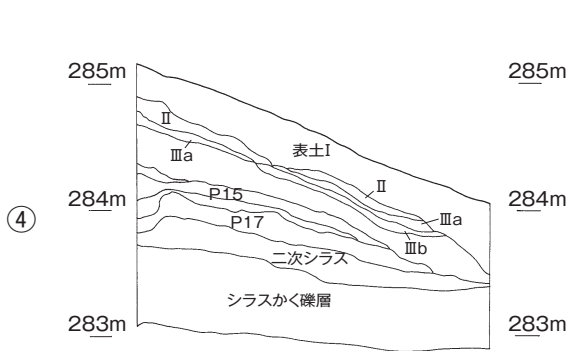 285m 285m
Ⅱ
表土Ⅰ
Ⅲa
Ⅱ
P15
284m 284m
④
Ⅲa
P17
Ⅲb
二次シラス
シラスかく礫層
283m 283m